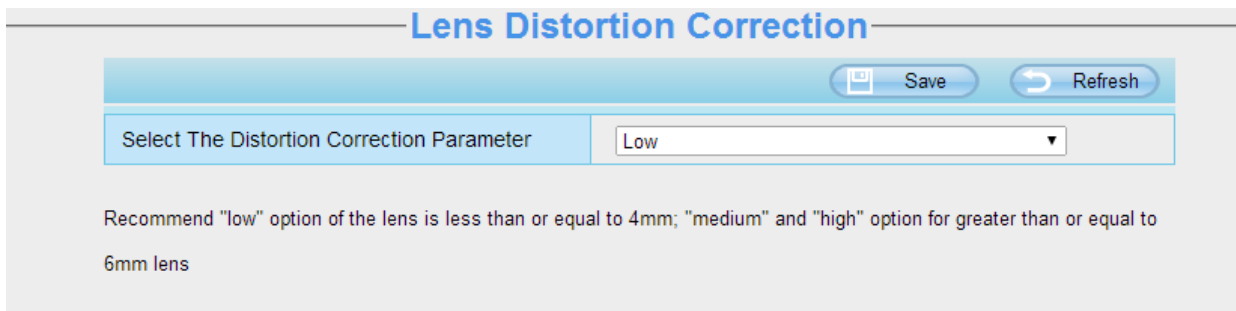 Lens Distortion Correction
Save Refresh
Select The Distortion Correction Parameter Low
Recommend "low" option of the lens is less than or equal to 4mm; "medium" and "high" option for greater than or equal to
6mm lens